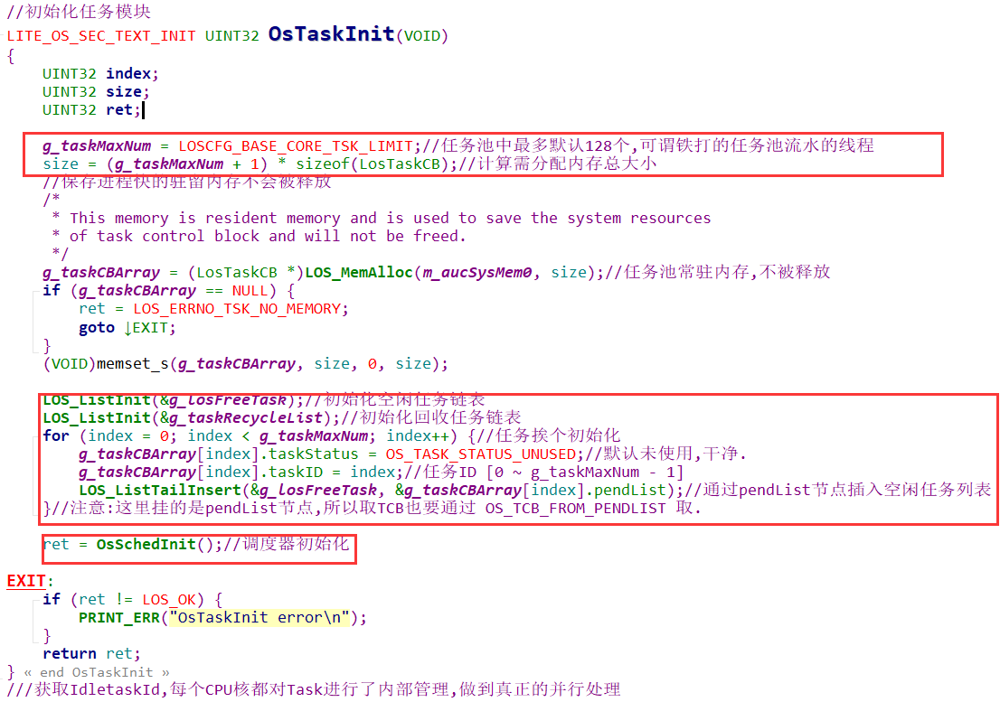 //初始化任务模块
LITE_OS_SEC_TEXT_INIT UINT32 OsTaskInit(VOID)
{
    UINT32 index;
    UINT32 size;
    UINT32 ret;
    g_taskMaxNum = LOSCFG_BASE_CORE_TSK_LIMIT;//任务池中最多默认128个,可谓铁打的任务池流水的线程
    size = (g_taskMaxNum + 1) * sizeof(LosTaskCB);//计算需分配内存总大小
    //保存进程快的驻留内存不会被释放
    /*
     * This memory is resident memory and is used to save the system resources
     * of task control block and will not be freed.
     */
    g_taskCBArray = (LosTaskCB *)LOS_MemAlloc(m_aucSysMem0, size);//任务池常驻内存,不被释放
    if (g_taskCBArray == NULL) {
        ret = LOS_ERRNO_TSK_NO_MEMORY;
        goto ↓EXIT;
    }
    (VOID)memset_s(g_taskCBArray, size, 0, size);
    LOS_ListInit(&g_losFreeTask);//初始化空闲任务链表
    LOS_ListInit(&g_taskRecycleList);//初始化回收任务链表
    for (index = 0; index < g_taskMaxNum; index++) {//任务挨个初始化
        g_taskCBArray[index].taskStatus = OS_TASK_STATUS_UNUSED;//默认未使用,干净.
        g_taskCBArray[index].taskID = index;//任务ID [0 ~ g_taskMaxNum - 1]
        LOS_ListTailInsert(&g_losFreeTask, &g_taskCBArray[index].pendList);//通过pendList节点插入空闲任务列表
    }//注意:这里挂的是pendList节点,所以取TCB也要通过 OS_TCB_FROM_PENDLIST 取.
    ret = OsSchedInit();//调度器初始化
EXIT:
    if (ret != LOS_OK) {
        PRINT_ERR("OsTaskInit error\n");
    }
    return ret;
} « end OsTaskInit »
///获取IdletaskId,每个CPU核都对Task进行了内部管理,做到真正的并行处理